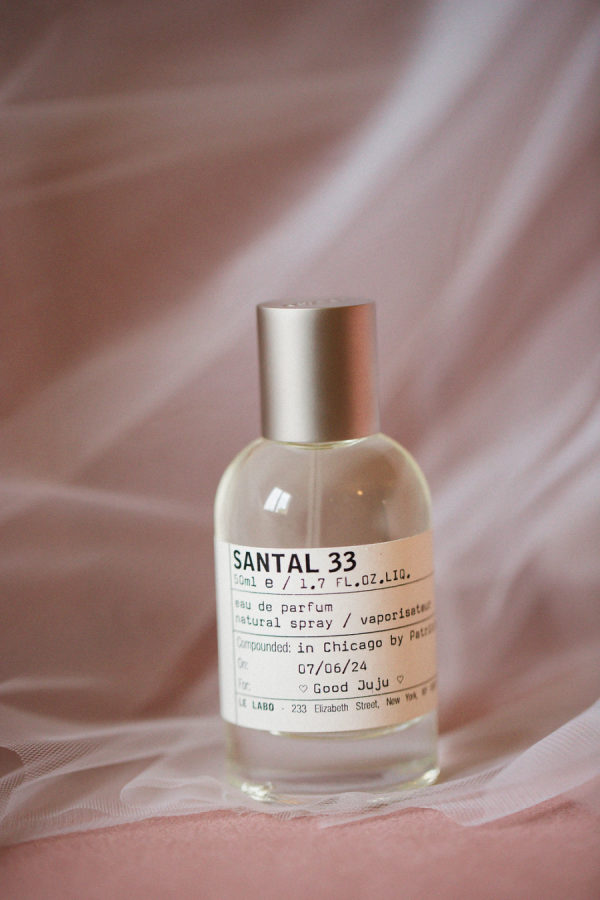 SANTAL 33
50ml e / 1.7 FL.OZ.LIQ.
eau de parfum
natural spray / vaporisateur
Compounded: in Chicago by
On: 07/06/24
For: ♡ Good Juju ♡
LE LABO - 233 Elizabeth Street, New York,